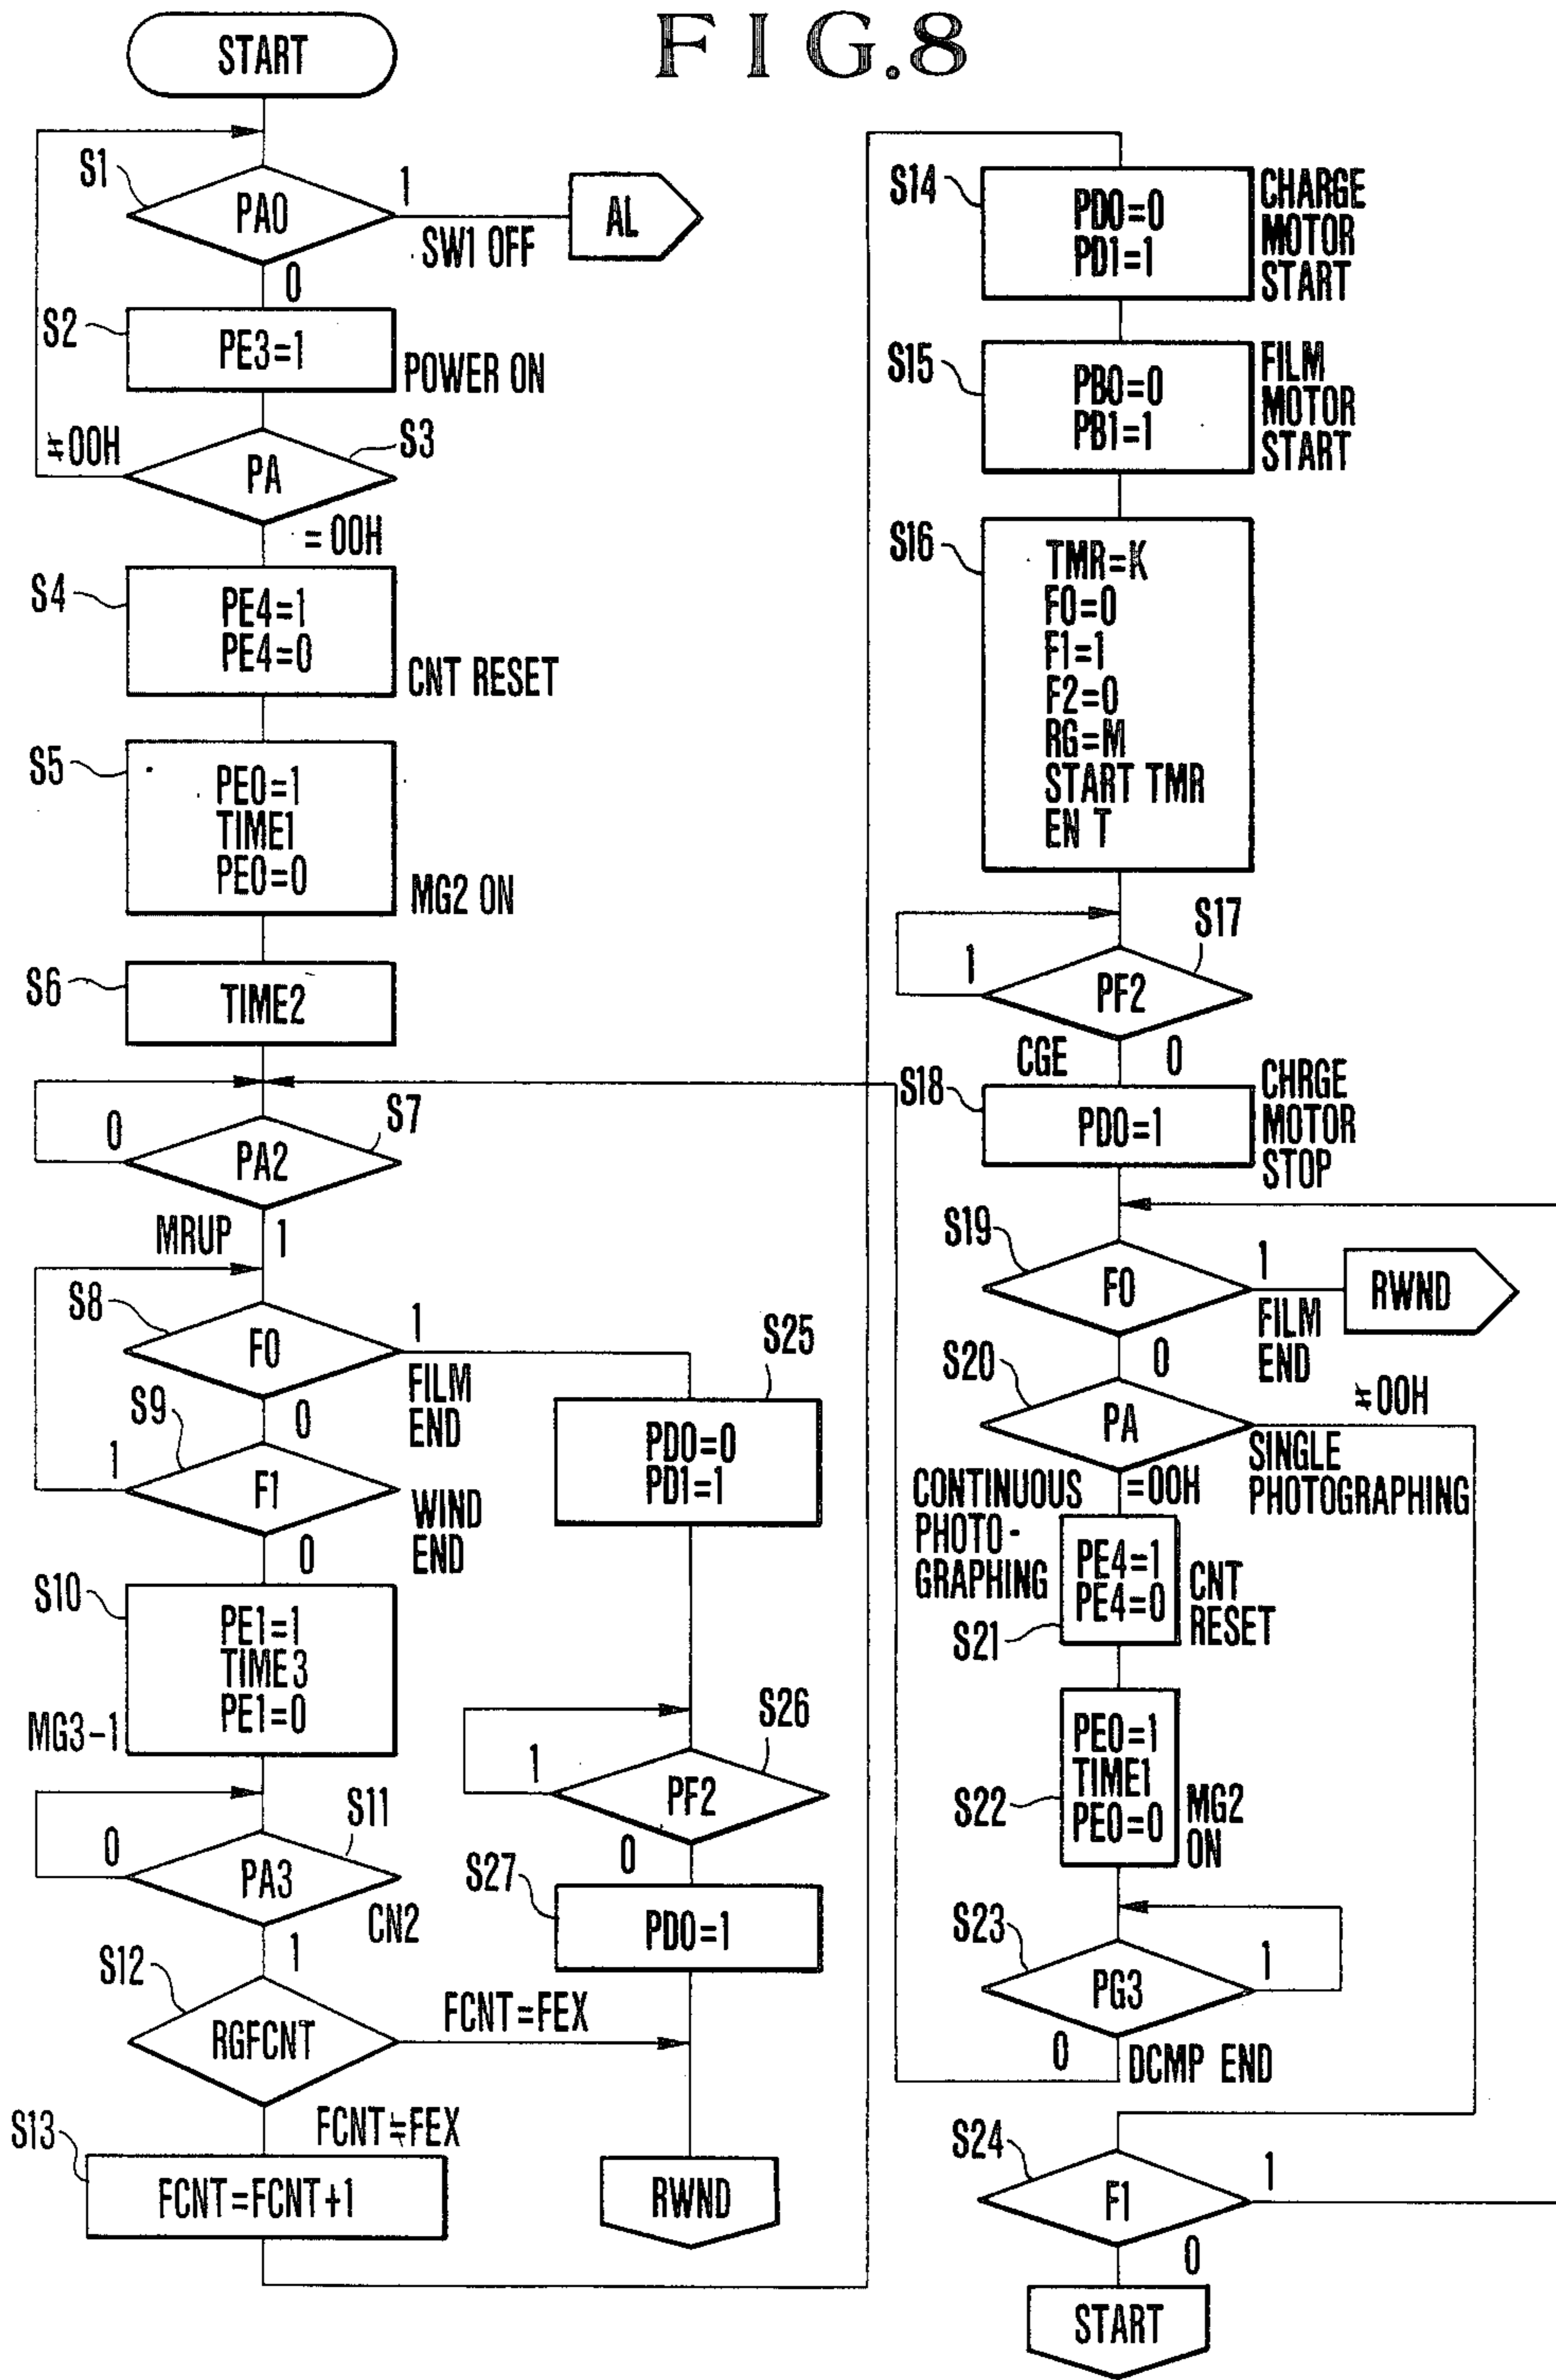 FIG.8
START
S1
PA0
1
SW1 OFF
AL
0
S2
PE3=1
POWER ON
≠00H
S3
PA
=00H
S4
PE4=1
PE4=0
CNT RESET
S5
PE0=1
TIME1
PE0=0
MG2 ON
S6
TIME2
S7
0
PA2
MRUP
1
S8
F0
1
FILM
END
0
S9
1
F1
WIND
END
0
S10
PE1=1
TIME3
PE1=0
MG3-1
S11
0
PA3
CN2
1
S12
RGFCNT
FCNT=FEX
FCNT≠FEX
S13
FCNT=FCNT+1
S25
PD0=0
PD1=1
S26
1
PF2
0
S27
PD0=1
RWND
S14
PD0=0
PD1=1
CHARGE
MOTOR
START
S15
PB0=0
PB1=1
FILM
MOTOR
START
S16
TMR=K
F0=0
F1=1
F2=0
RG=M
START TMR
EN T
S17
1
PF2
CGE
0
S18
PD0=1
CHRGE
MOTOR
STOP
S19
F0
1
FILM
END
RWND
0
S20
PA
≠00H
SINGLE
PHOTOGRAPHING
=00H
CONTINUOUS
PHOTO-
GRAPHING
S21
PE4=1
PE4=0
CNT
RESET
S22
PE0=1
TIME1
PE0=0
MG2
ON
S23
PG3
1
0
DCMP END
S24
F1
1
0
START